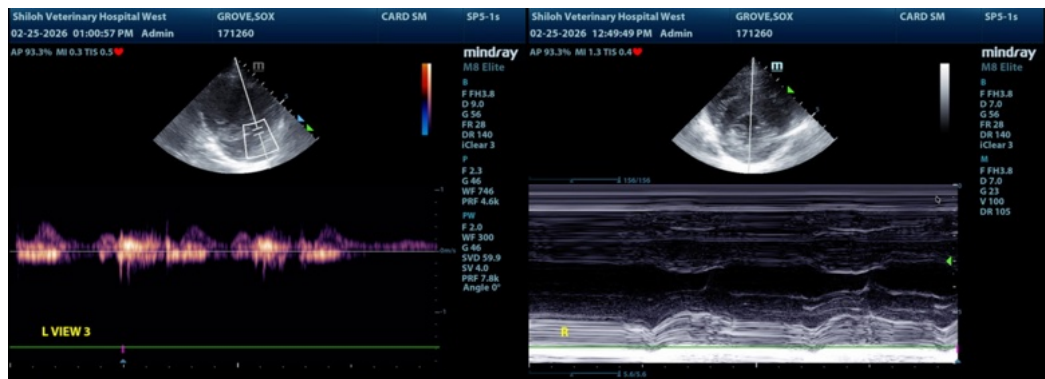 Shiloh Veterinary Hospital West GROVE,SOX CARD SM SP5-1s
02-25-2026 01:00:57 PM Admin 171260
AP 93.3% MI 0.3 TIS 0.5
mindray
M8 Elite
B
F FH3.8
D 9.0
G 56
FR 28
DR 140
iClear 3
P
F 2.3
G 46
WF 746
PRF 4.6k
PW
F 2.0
WF 300
G 46
SVD 59.9
SV 4.0
PRF 7.8k
Angle 0°
L VIEW 3
Shiloh Veterinary Hospital West GROVE,SOX CARD SM SP5-1s
02-25-2026 12:49:49 PM Admin 171260
AP 93.3% MI 1.3 TIS 0.4
mindray
M8 Elite
B
F FH3.8
D 7.0
G 56
FR 28
DR 140
iClear 3
M
F FH3.8
D 7.0
G 23
V 100
DR 105
156/156
R
5.6/5.6